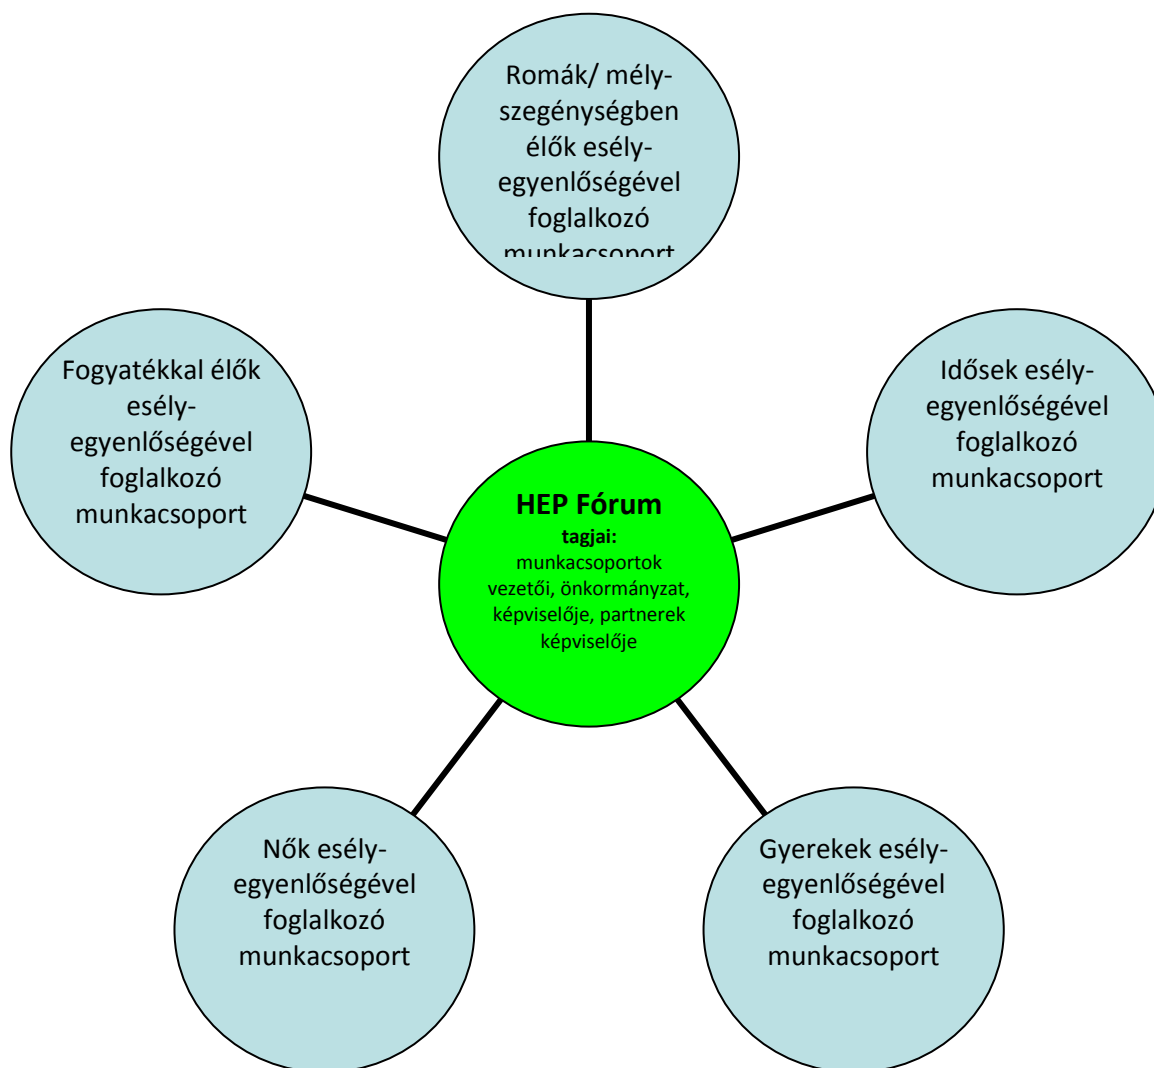 Romák/ mély-
szegénységben
élők esély-
egyenlőségével
foglalkozó
munkacsoport
Fogyatékkal élők
esély-
egyenlőségével
foglalkozó
munkacsoport
Idősek esély-
egyenlőségével
foglalkozó
munkacsoport
HEP Fórum
tagjai:
munkacsoportok
vezetői, önkormányzat,
képviselője, partnerek
képviselője
Nők esély-
egyenlőségével
foglalkozó
munkacsoport
Gyerekek esély-
egyenlőségével
foglalkozó
munkacsoport